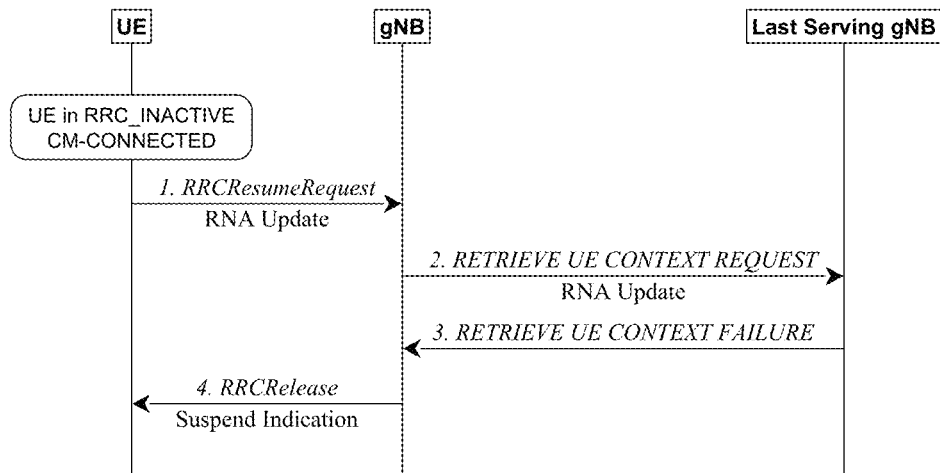 UE
gNB
Last Serving gNB
UE in RRC_INACTIVE
CM-CONNECTED
1. RRCResumeRequest
RNA Update
2. RETRIEVE UE CONTEXT REQUEST
RNA Update
3. RETRIEVE UE CONTEXT FAILURE
4. RRCRelease
Suspend Indication